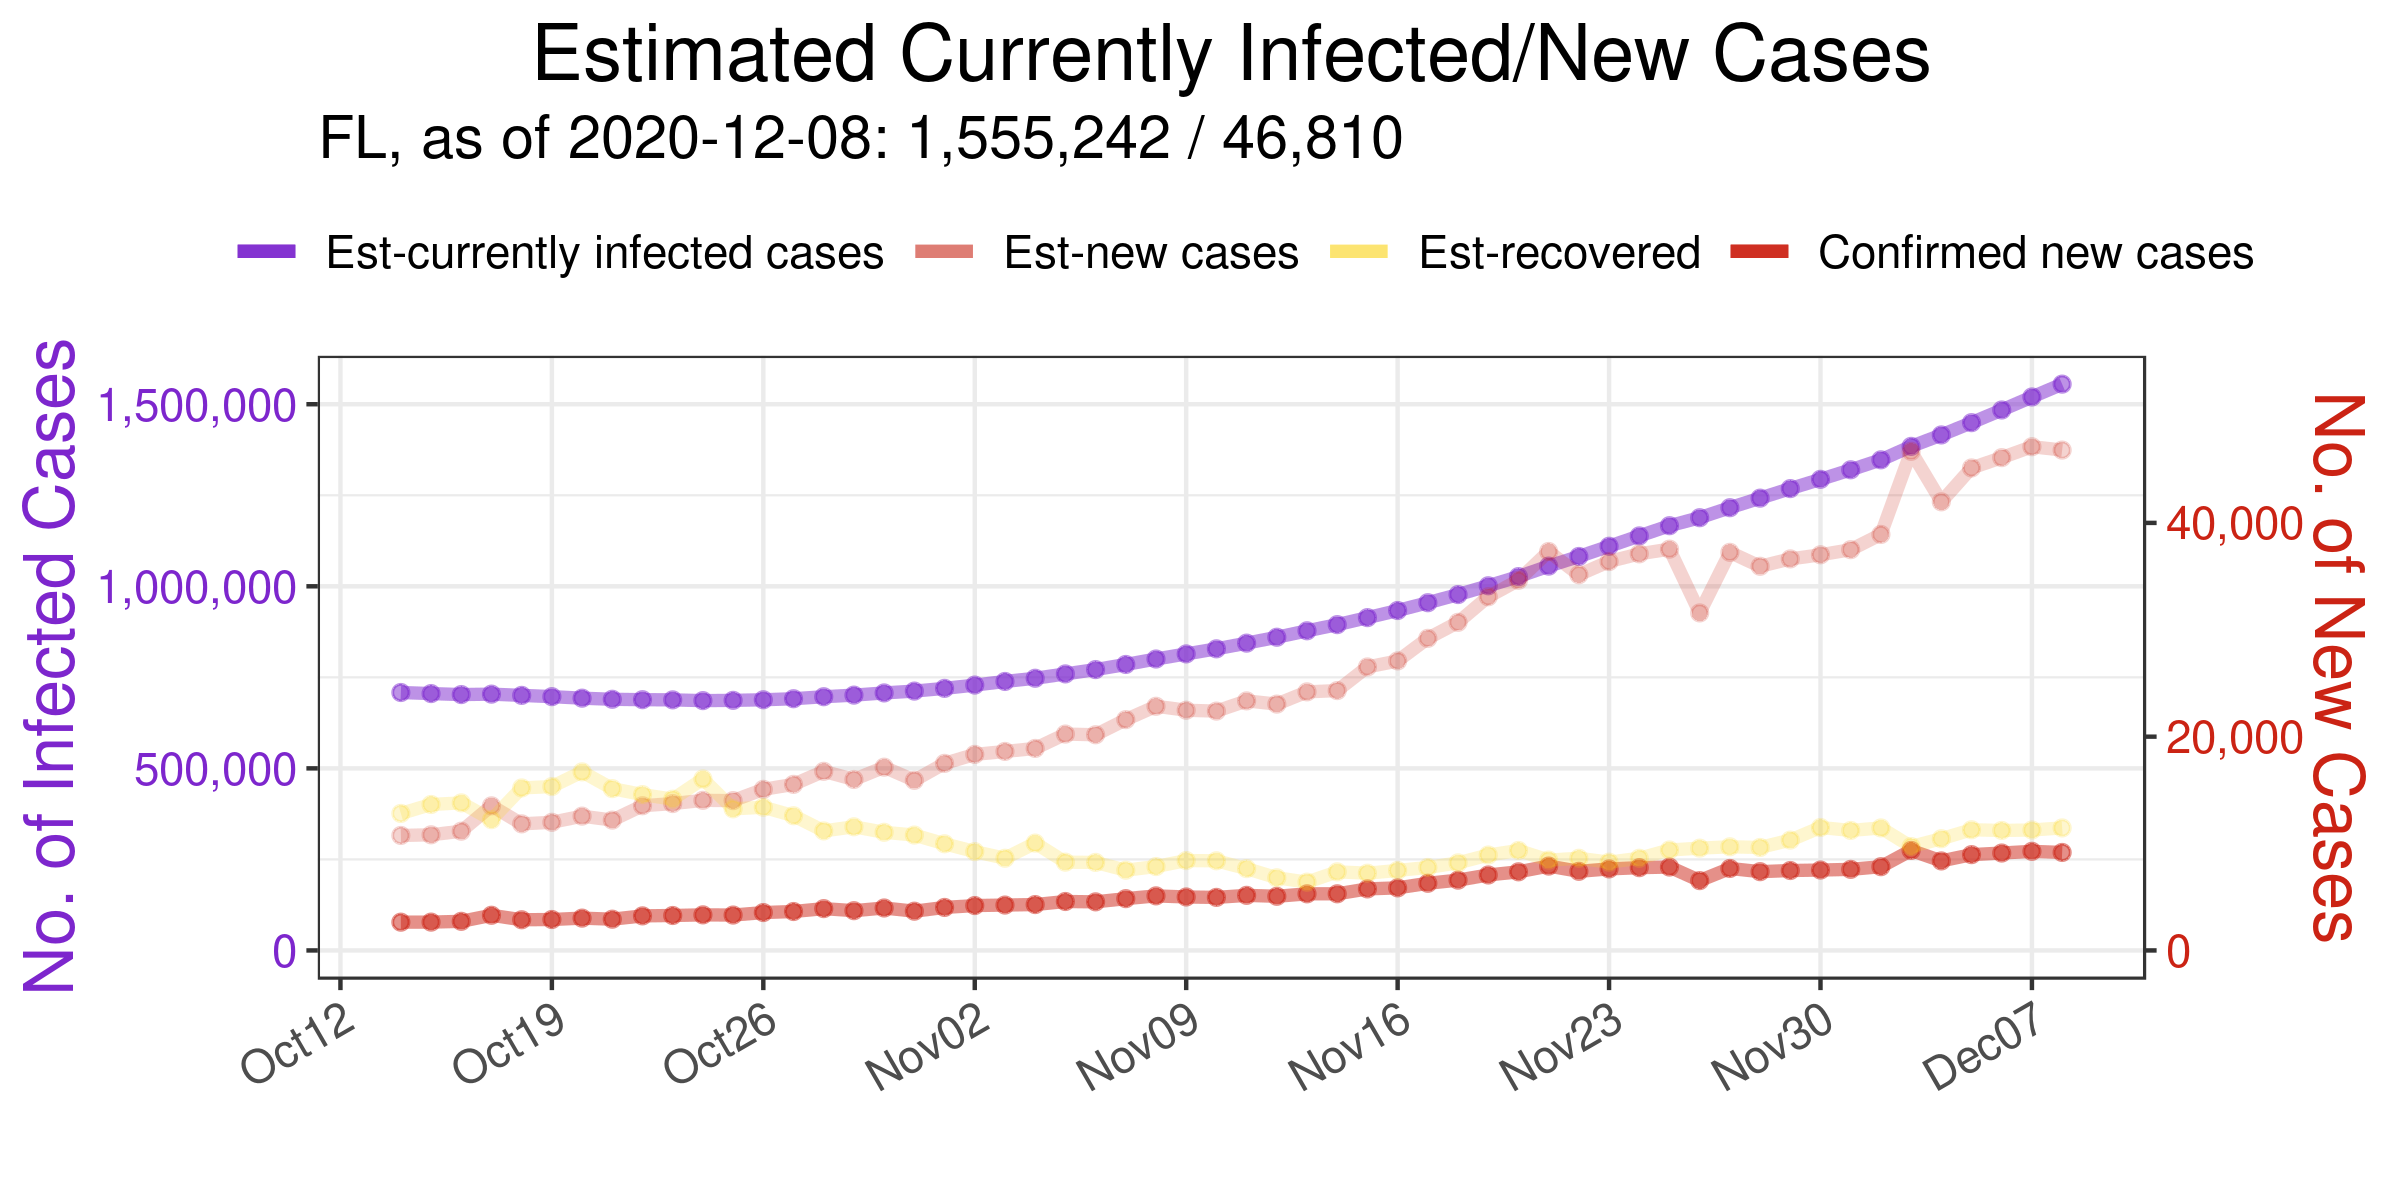 Estimated Currently Infected/New Cases
FL, as of 2020-12-08: 1,555,242 / 46,810
Est-currently infected cases
Est-new cases
Est-recovered
Confirmed new cases
No. of Infected Cases
1,500,000
1,000,000
500,000
0
No. of New Cases
40,000
20,000
0
Oct12
Oct19
Oct26
Nov02
Nov09
Nov16
Nov23
Nov30
Dec07